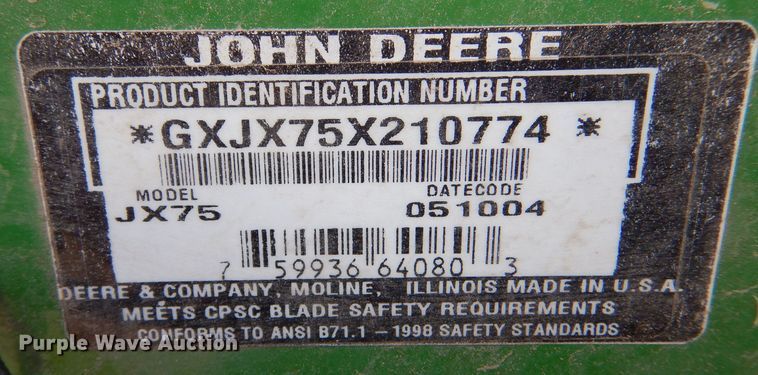 JOHN DEERE
PRODUCT IDENTIFICATION NUMBER
*GXJX75X210774*
MODEL DATECODE
JX75 051004
7 59936 64080 3
DEERE & COMPANY, MOLINE, ILLINOIS MADE IN U.S.A.
MEETS CPSC BLADE SAFETY REQUIREMENTS
CONFORMS TO ANSI B71.1 - 1998 SAFETY STANDARDS
Purple Wave Auction